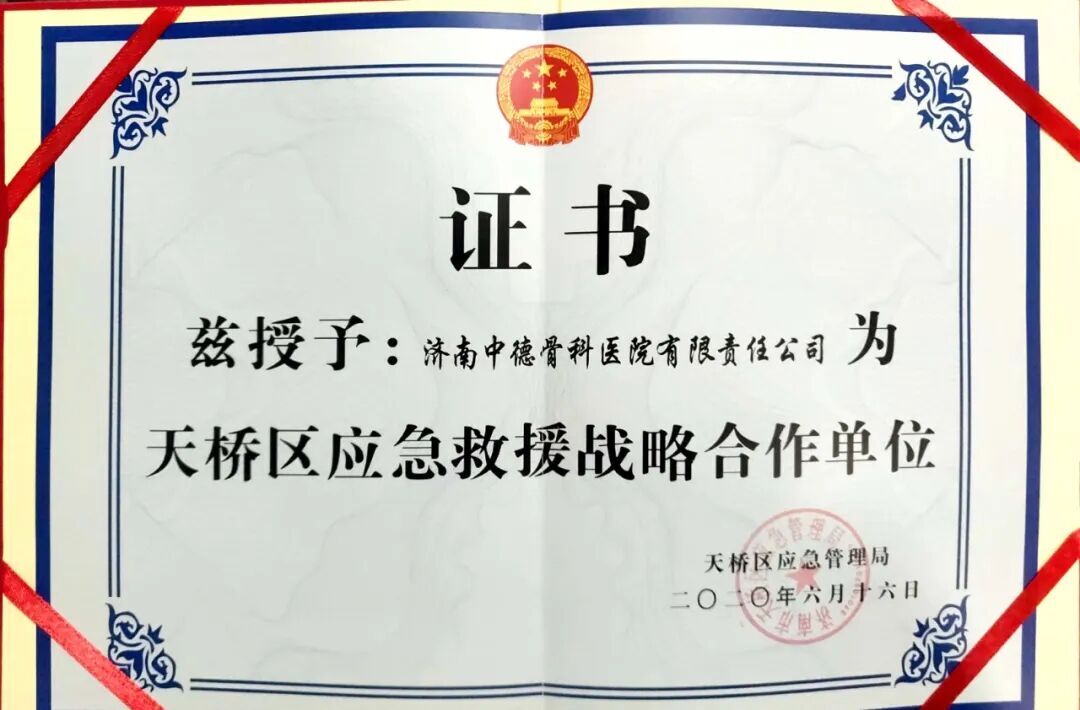 证书
兹授予：济南中德骨科医院有限责任公司 为
天桥区应急救援战略合作单位
天桥区应急管理局
二〇二〇年六月十六日